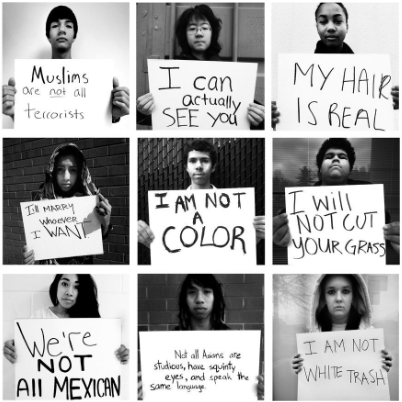 Muslims
are not all
terrorists
I can
actually
SEE YOU
MY HAIR
IS REAL
I'll MARRY
whoever
I WANT
I AM NOT
A
COLOR
I will
NOT CUT
YOUR GRASS
We're
NOT
All MEXICAN
Not all Asians are
studious, have squinty
eyes, and speak the
same language.
I AM NOT
WHITE TRASH